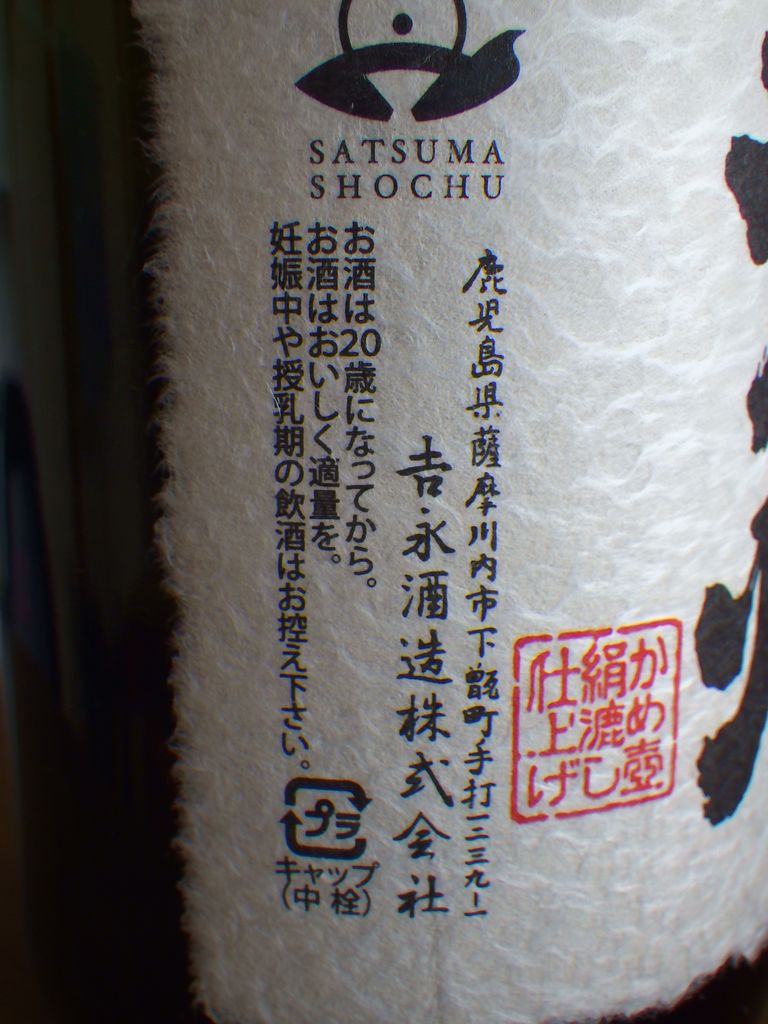 SATSUMA
SHOCHU
鹿児島県薩摩川内市下甑町手打一二三九ー一
吉永酒造株式会社
お酒は20歳になってから。
お酒はおいしく適量を。
妊娠中や授乳期の飲酒はお控え下さい。
かめ壺
絹漉し
仕上げ
プラ
キャップ
(中栓)